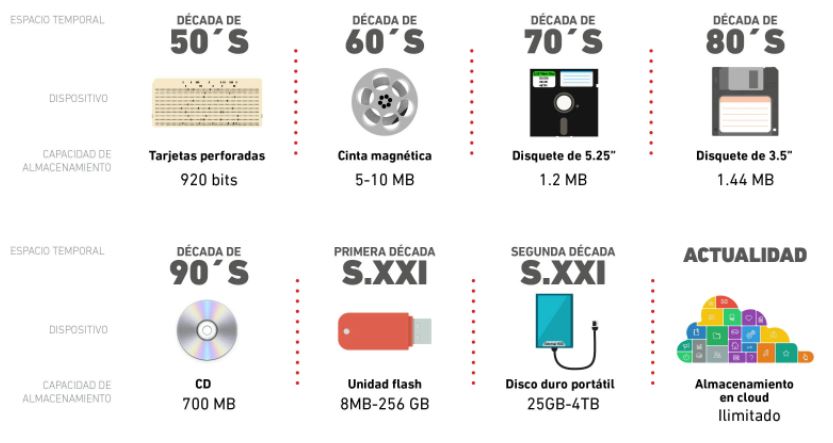 ESPACIO TEMPORAL
DÉCADA DE
50´S
DÉCADA DE
60´S
DÉCADA DE
70´S
DÉCADA DE
80´S
DISPOSITIVO
CAPACIDAD DE
ALMACENAMIENTO
Tarjetas perforadas
920 bits
Cinta magnética
5-10 MB
Disquete de 5.25"
1.2 MB
Disquete de 3.5"
1.44 MB
ESPACIO TEMPORAL
DÉCADA DE
90´S
PRIMERA DÉCADA
S.XXI
SEGUNDA DÉCADA
S.XXI
ACTUALIDAD
DISPOSITIVO
CAPACIDAD DE
ALMACENAMIENTO
CD
700 MB
Unidad flash
8MB-256 GB
Disco duro portátil
25GB-4TB
Almacenamiento
en cloud
Ilimitado